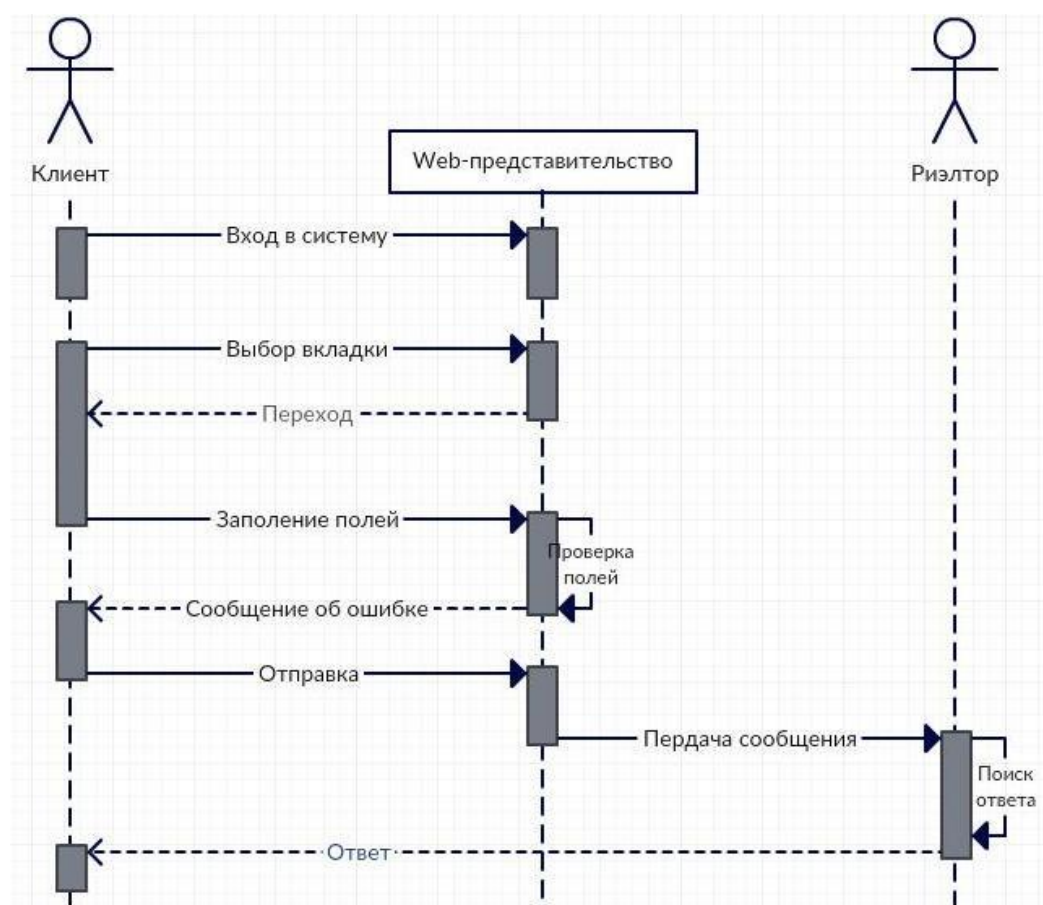 Клиент
Web-представительство
Риэлтор
Вход в систему
Выбор вкладки
Переход
Заполение полей
Проверка
полей
Сообщение об ошибке
Отправка
Пердача сообщения
Поиск
ответа
Ответ